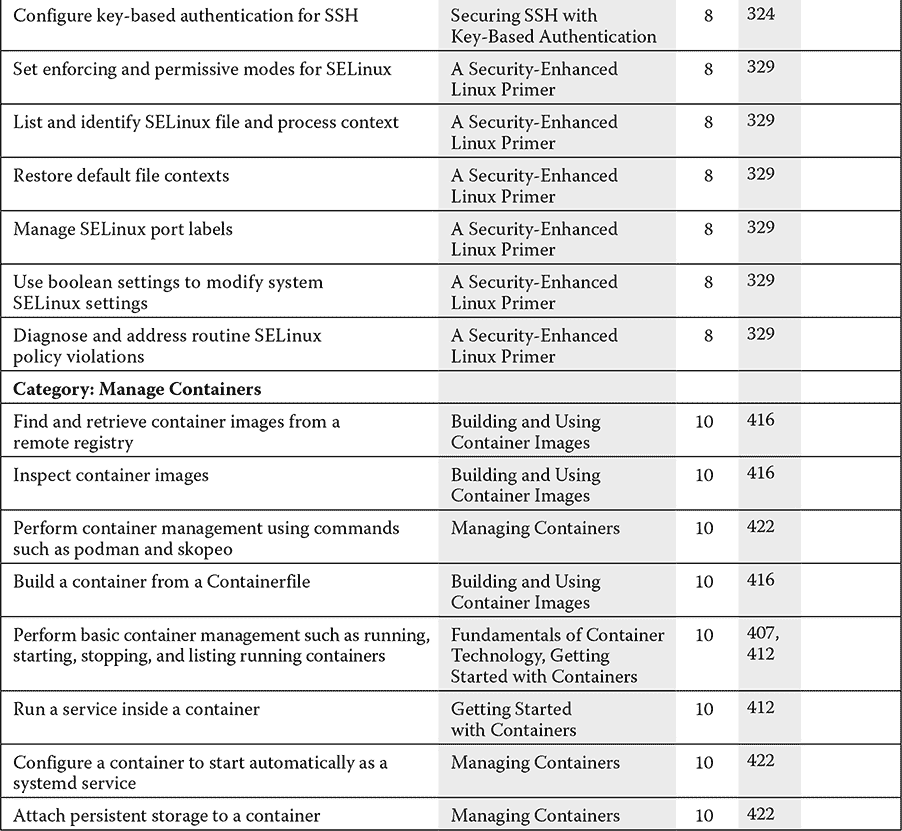 Configure key-based authentication for SSH Securing SSH with 8 324
Key-Based Authentication
Set enforcing and permissive modes for SELinux A Security-Enhanced 8 329
Linux Primer
List and identify SELinux file and process context A Security-Enhanced 8 329
Linux Primer
Restore default file contexts A Security-Enhanced 8 329
Linux Primer
Manage SELinux port labels A Security-Enhanced 8 329
Linux Primer
Use boolean settings to modify system A Security-Enhanced 8 329
SELinux settings Linux Primer
Diagnose and address routine SELinux A Security-Enhanced 8 329
policy violations Linux Primer
Category: Manage Containers
Find and retrieve container images from a Building and Using 10 416
remote registry Container Images
Inspect container images Building and Using 10 416
Container Images
Perform container management using commands Managing Containers 10 422
such as podman and skopeo
Build a container from a Containerfile Building and Using 10 416
Container Images
Perform basic container management such as running, Fundamentals of Container 10 407,
starting, stopping, and listing running containers Technology, Getting 412
Started with Containers
Run a service inside a container Getting Started 10 412
with Containers
Configure a container to start automatically as a Managing Containers 10 422
systemd service
Attach persistent storage to a container Managing Containers 10 422